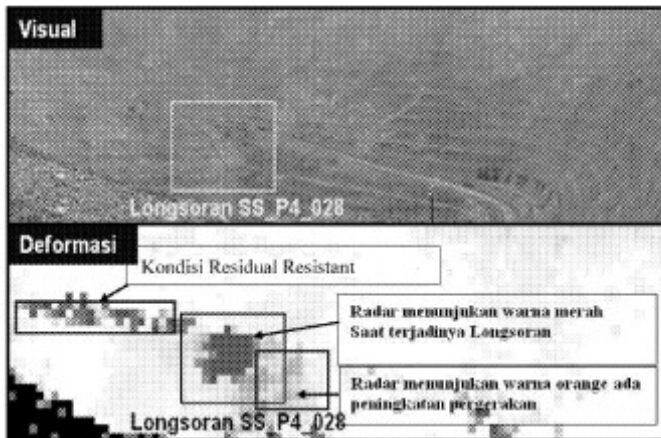 Visual
Longsoran SS_P4_028
Deformasi
Kondisi Residual Resistant
Radar menunjukan warna merah
Saat terjadinya Longsoran
Radar menunjukan warna orange ada
peningkatan pergerakan
Longsoran SS_P4_028